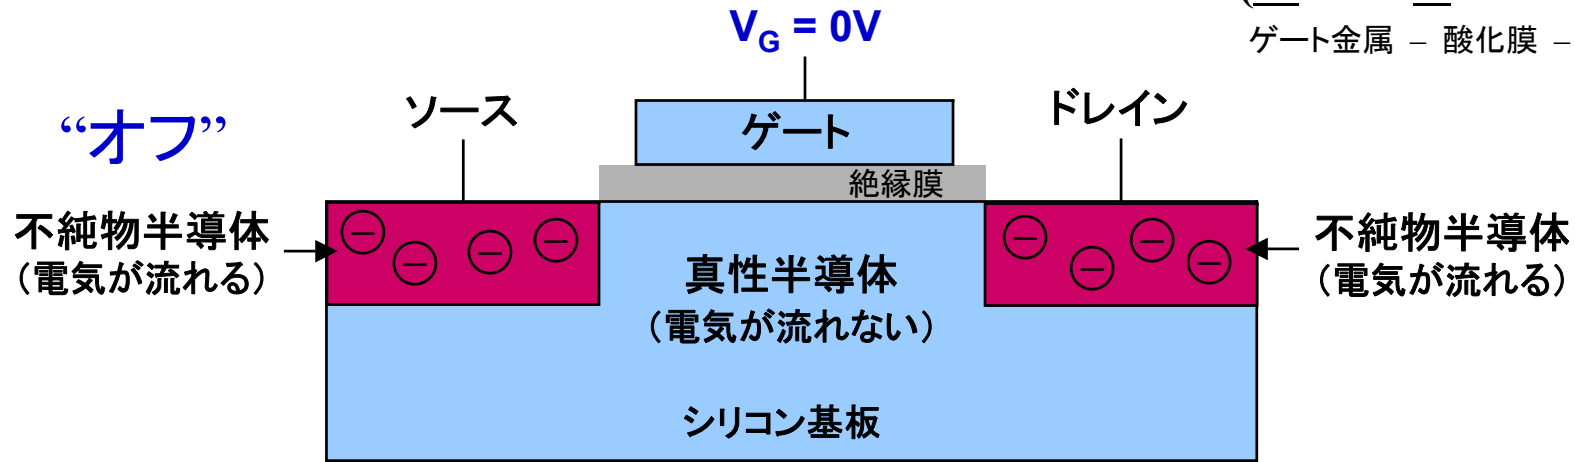 V_G = 0V
ゲート金属 － 酸化膜 －
“オフ”
ソース
ゲート
ドレイン
絶縁膜
不純物半導体
（電気が流れる）
真性半導体
（電気が流れない）
不純物半導体
（電気が流れる）
シリコン基板